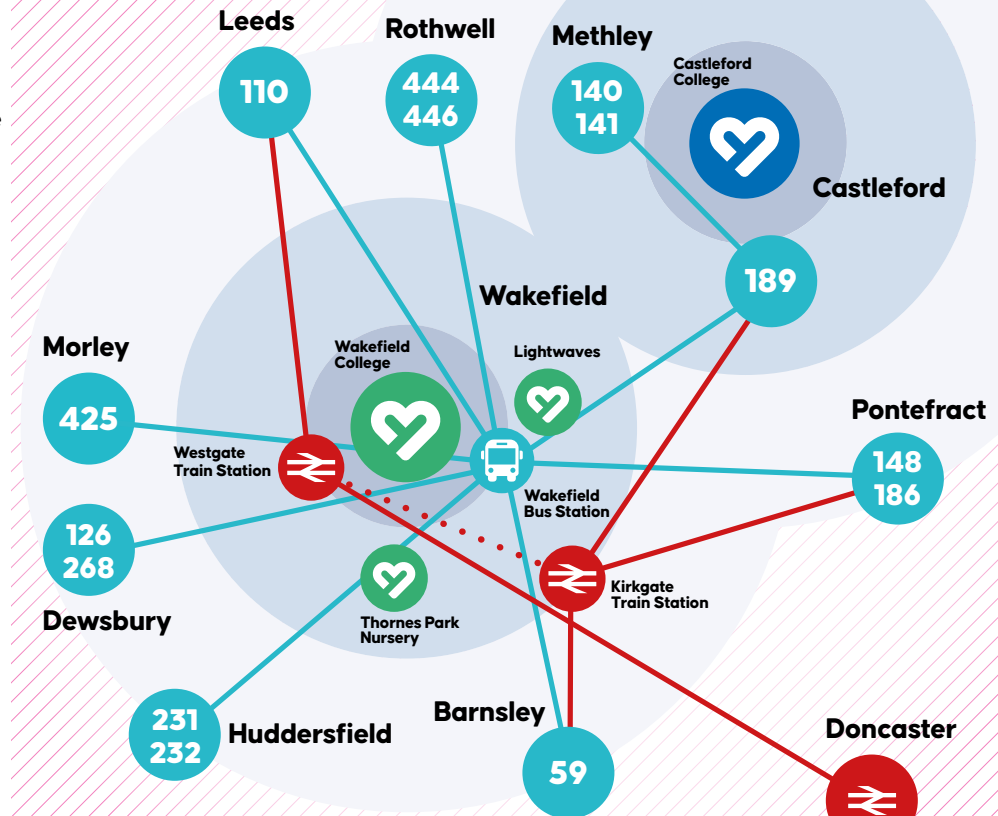 Leeds
110
Rothwell
444
446
Methley
140
141
Castleford
College
Castleford
189
Wakefield
Wakefield
College
Lightwaves
Morley
425
Westgate
Train Station
Wakefield
Bus Station
Pontefract
148
186
126
268
Dewsbury
Thornes Park
Nursery
Kirkgate
Train Station
231
232
Huddersfield
Barnsley
59
Doncaster